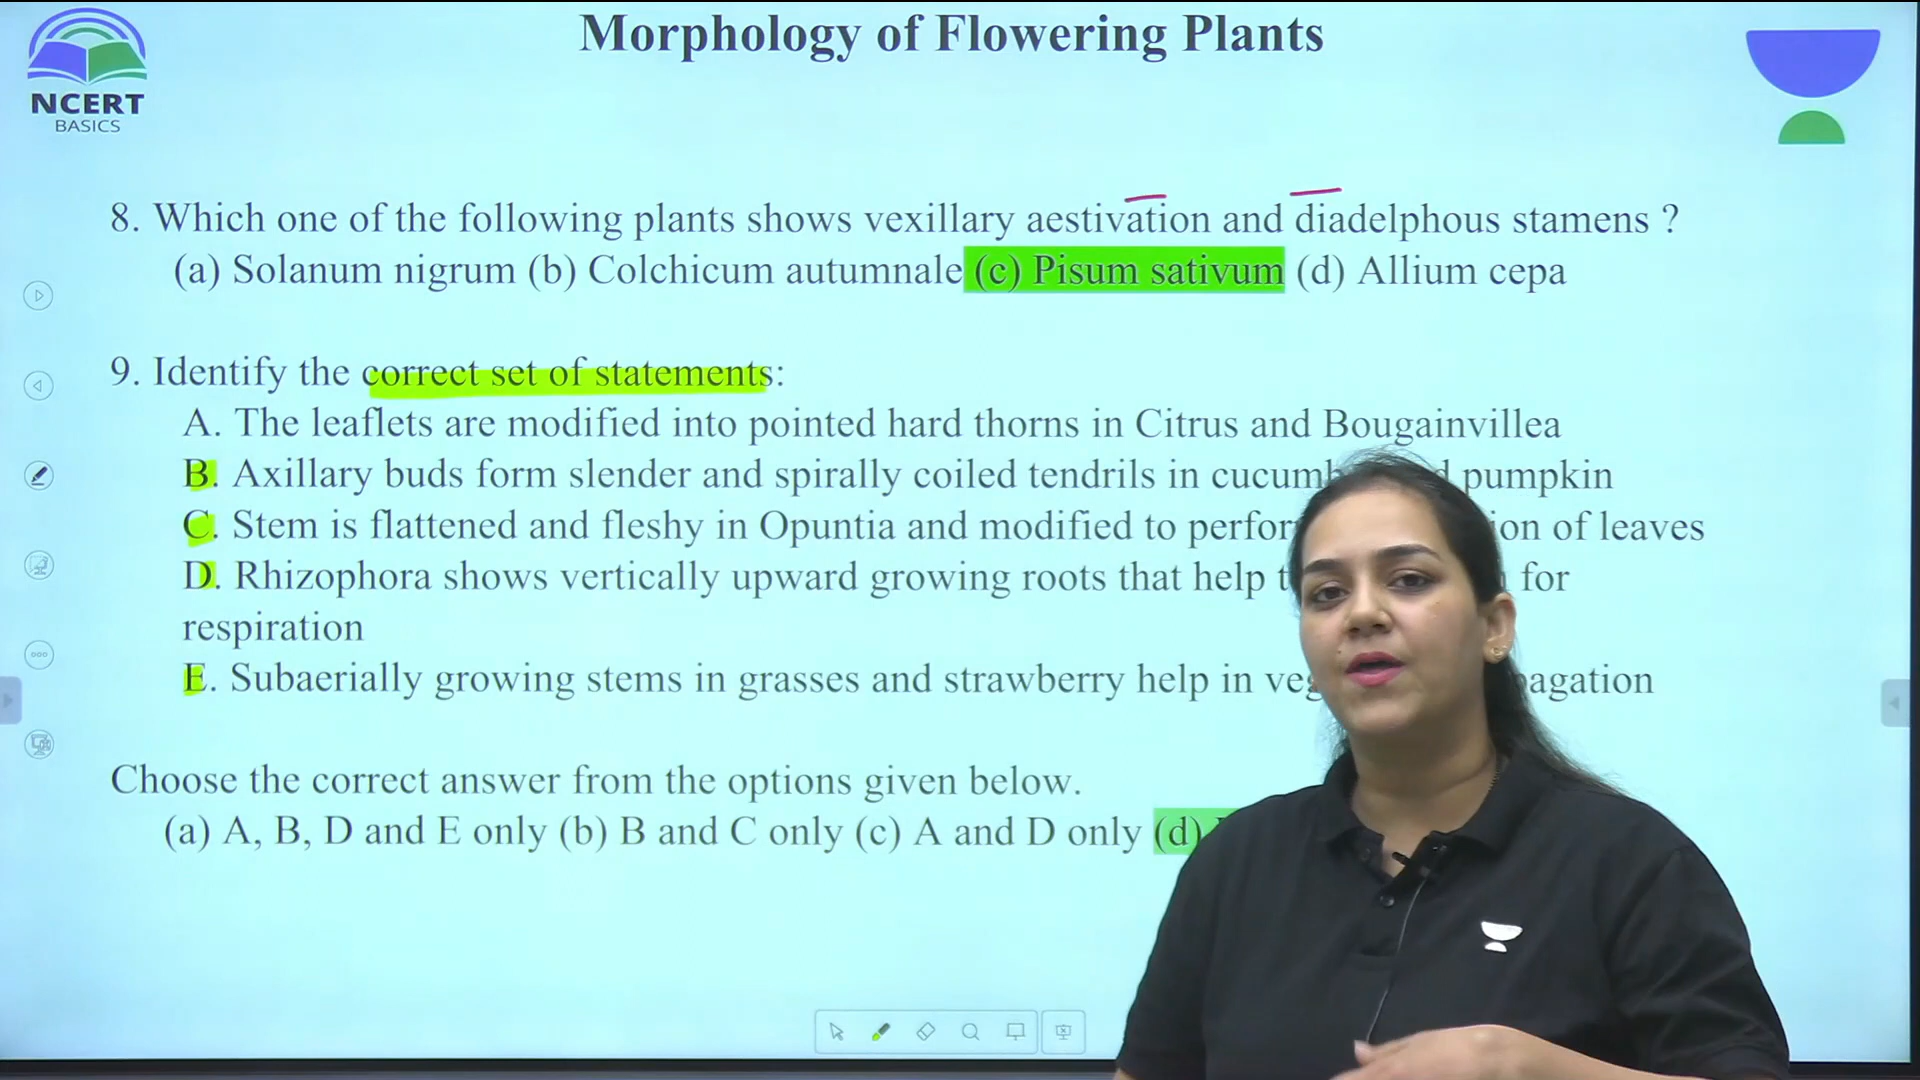 Morphology of Flowering Plants
NCERT
BASICS
8. Which one of the following plants shows vexillary aestivation and diadelphous stamens ?
(a) Solanum nigrum (b) Colchicum autumnale (c) Pisum sativum (d) Allium cepa
9. Identify the correct set of statements:
A. The leaflets are modified into pointed hard thorns in Citrus and Bougainvillea
B. Axillary buds form slender and spirally coiled tendrils in pumpkin
C. Stem is flattened and fleshy in Opuntia and modified to of leaves
D. Rhizophora shows vertically upward growing roots that help for
respiration
E. Subaerially growing stems in grasses and strawberry help in
Choose the correct answer from the options given below.
(a) A, B, D and E only (b) B and C only (c) A and D only (d)